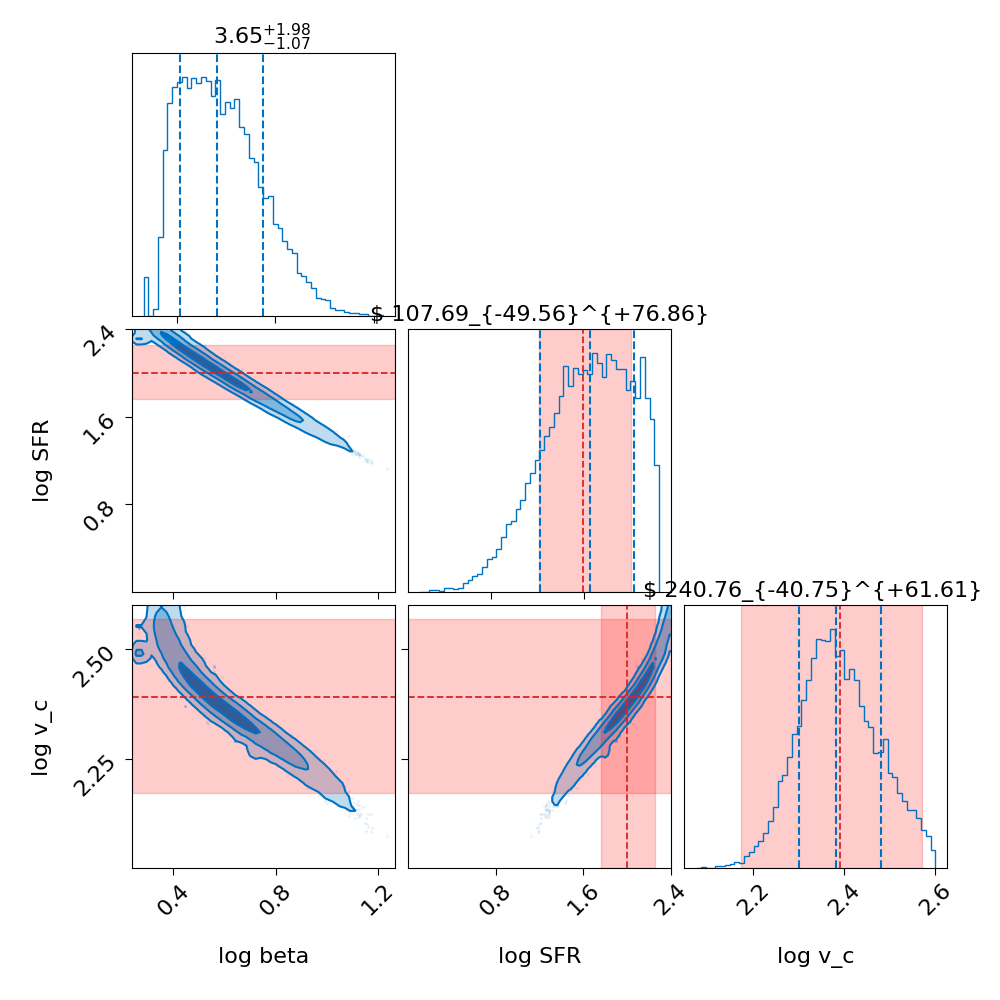 3.65+1.98−1.07
$ 107.69_{-49.56}^{+76.86}
2.4
1.6
0.8
log SFR
$ 240.76_{-40.75}^{+61.61}
2.50
2.25
log v_c
0.4 0.8 1.2
0.8 1.6 2.4
2.2 2.4 2.6
log beta
log SFR
log v_c